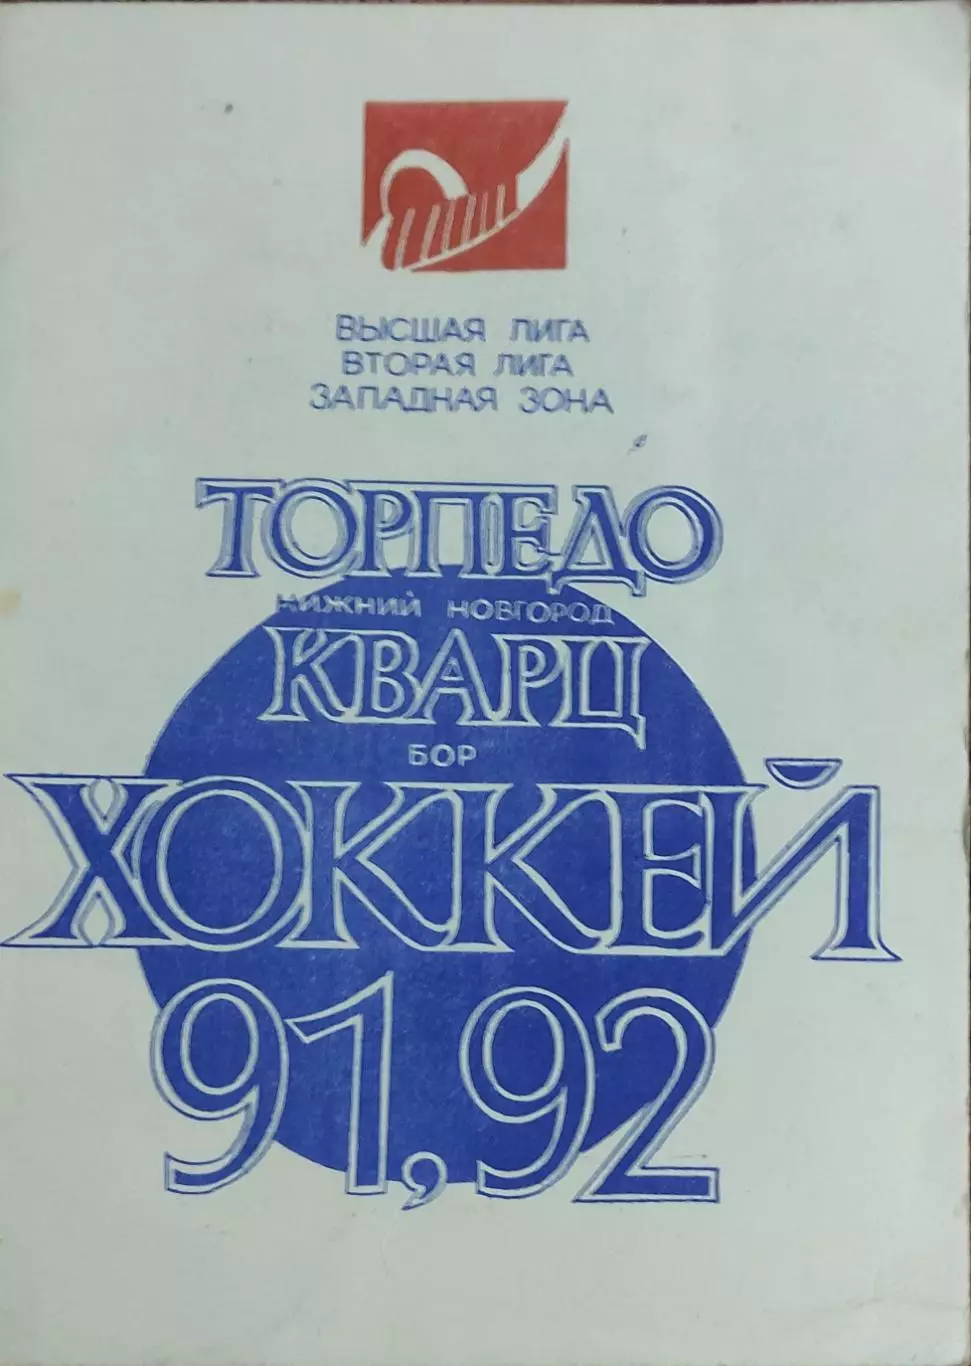 ВЫСШАЯ ЛИГА
ВТОРАЯ ЛИГА
ЗАПАДНАЯ ЗОНА
ТОРПЕДО
НИЖНИЙ НОВГОРОД
КВАРЦ
БОР
ХОККЕЙ
91,92